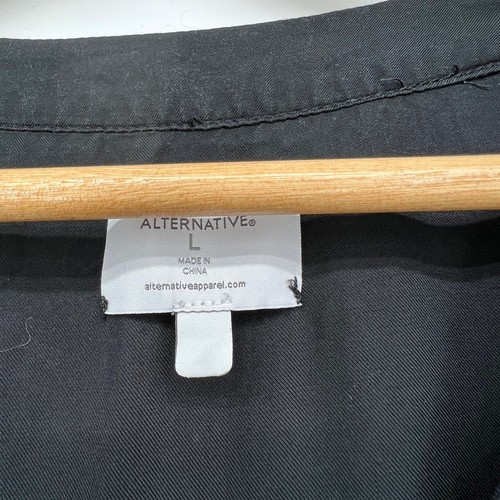 ALTERNATIVE®
L
MADE IN
CHINA
alternativeapparel.com